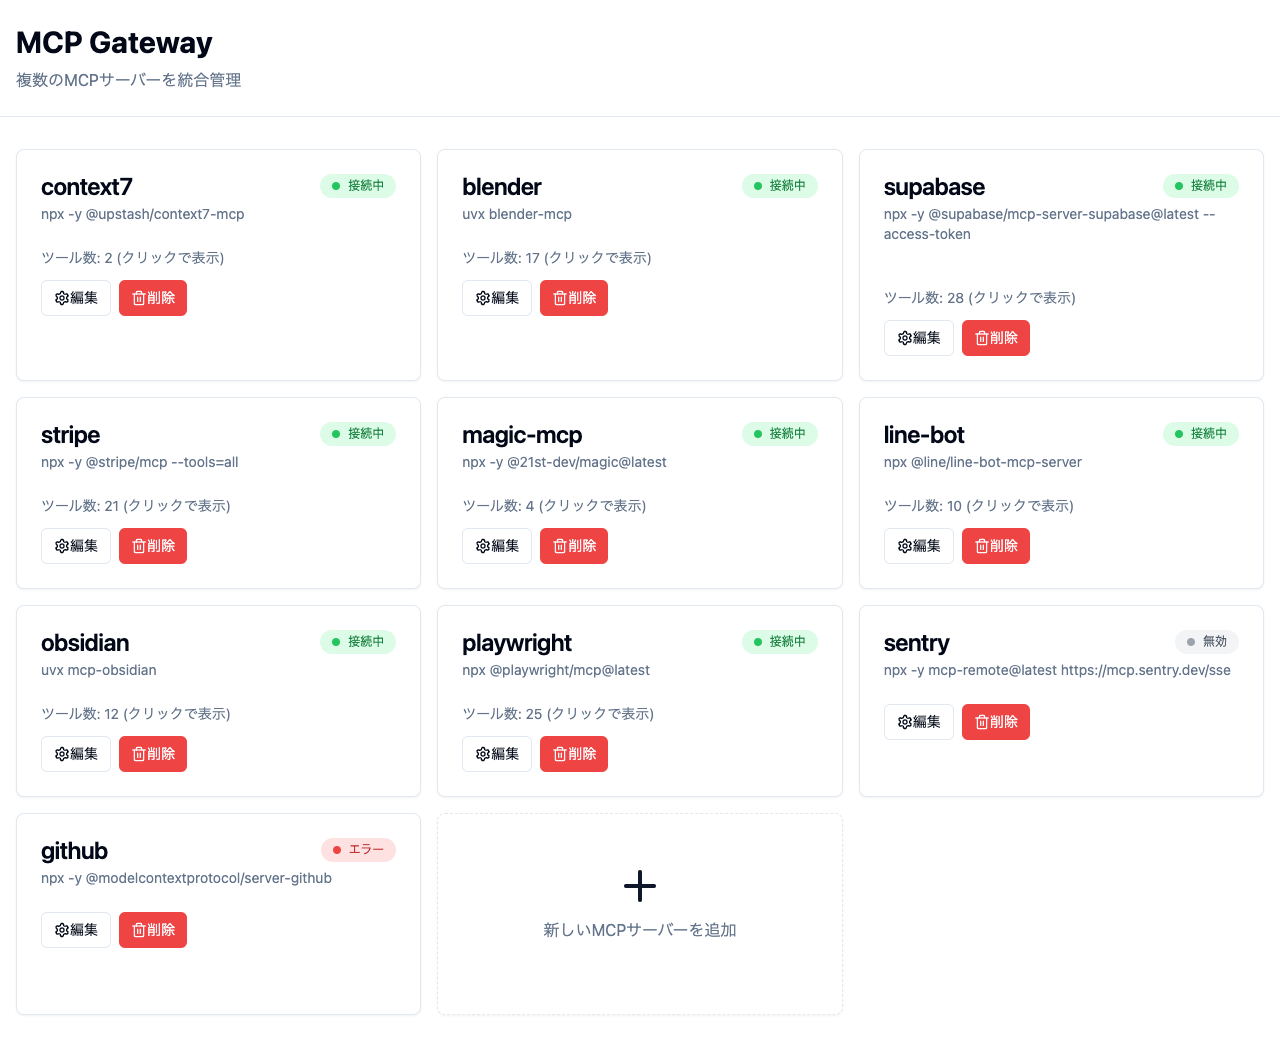 MCP Gateway
複数のMCPサーバーを統合管理
context7
接続中
npx -y @upstash/context7-mcp
ツール数: 2 (クリックで表示)
編集
削除
blender
接続中
uvx blender-mcp
ツール数: 17 (クリックで表示)
編集
削除
supabase
接続中
npx -y @supabase/mcp-server-supabase@latest --
access-token
ツール数: 28 (クリックで表示)
編集
削除
stripe
接続中
npx -y @stripe/mcp --tools=all
ツール数: 21 (クリックで表示)
編集
削除
magic-mcp
接続中
npx -y @21st-dev/magic@latest
ツール数: 4 (クリックで表示)
編集
削除
line-bot
接続中
npx @line/line-bot-mcp-server
ツール数: 10 (クリックで表示)
編集
削除
obsidian
接続中
uvx mcp-obsidian
ツール数: 12 (クリックで表示)
編集
削除
playwright
接続中
npx @playwright/mcp@latest
ツール数: 25 (クリックで表示)
編集
削除
sentry
無効
npx -y mcp-remote@latest https://mcp.sentry.dev/sse
編集
削除
github
エラー
npx -y @modelcontextprotocol/server-github
編集
削除
新しいMCPサーバーを追加